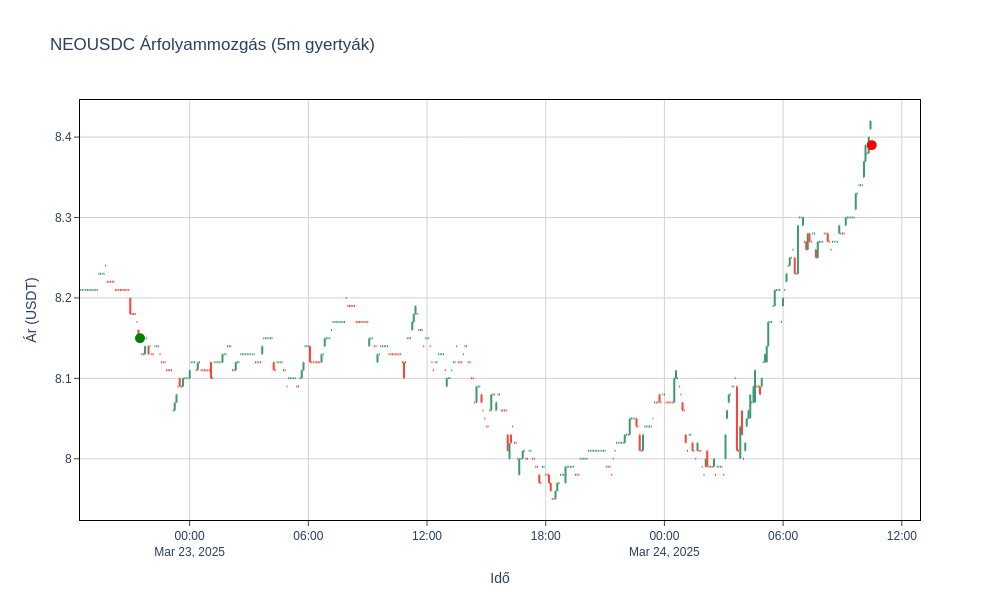 NEOUSDC Árfolyammozgás (5m gyertyák)
8.4
8.3
8.2
8.1
8
Ár (USDT)
00:00
Mar 23, 2025
06:00
12:00
18:00
00:00
Mar 24, 2025
06:00
12:00
Idő